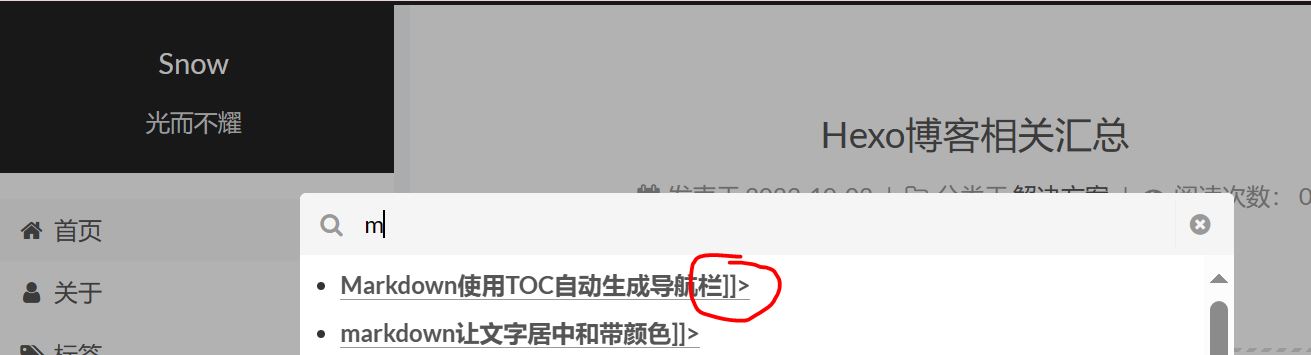 Snow
光而不耀
Hexo博客相关汇总
发表于 2022-10-02 | 分类于 解决方案 | 阅读次数： 0
首页
m
关于
Markdown使用TOC自动生成导航栏]]>
markdown让文字居中和带颜色]]>
标签